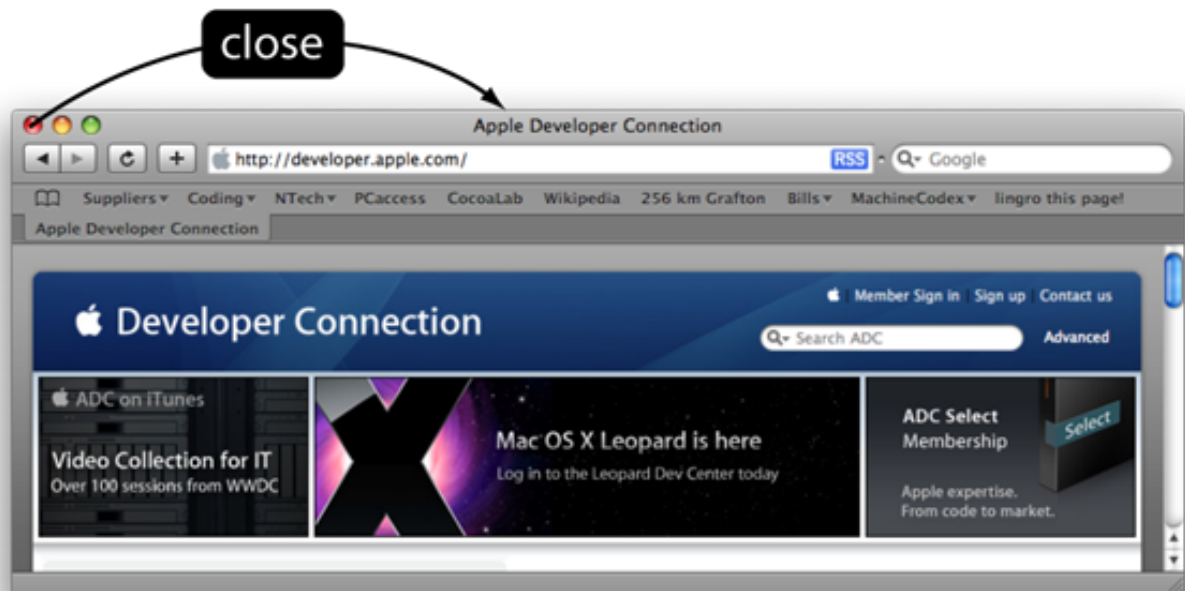 close
Apple Developer Connection
http://developer.apple.com/ RSS Google
Suppliers Coding NTech PCaccess CocoaLab Wikipedia 256 km Grafton Bills MachineCodex lingro this page!
Apple Developer Connection
Member Sign in Sign up Contact us
Developer Connection
Search ADC Advanced
ADC on iTunes
Video Collection for IT
Over 100 sessions from WWDC
Mac OS X Leopard is here
Log in to the Leopard Dev Center today
ADC Select
Membership
Select
Apple expertise.
From code to market.